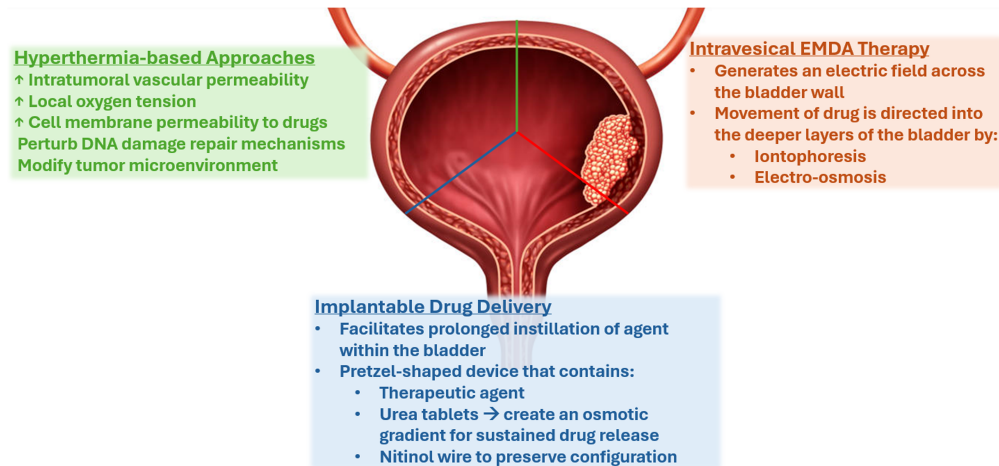 Hyperthermia-based Approaches
↑ Intratumoral vascular permeability
↑ Local oxygen tension
↑ Cell membrane permeability to drugs
Perturb DNA damage repair mechanisms
Modify tumor microenvironment
Intravesical EMDA Therapy
• Generates an electric field across
the bladder wall
• Movement of drug is directed into
the deeper layers of the bladder by:
• Iontophoresis
• Electro-osmosis
Implantable Drug Delivery
• Facilitates prolonged instillation of agent
within the bladder
• Pretzel-shaped device that contains:
• Therapeutic agent
• Urea tablets → create an osmotic
gradient for sustained drug release
• Nitinol wire to preserve configuration